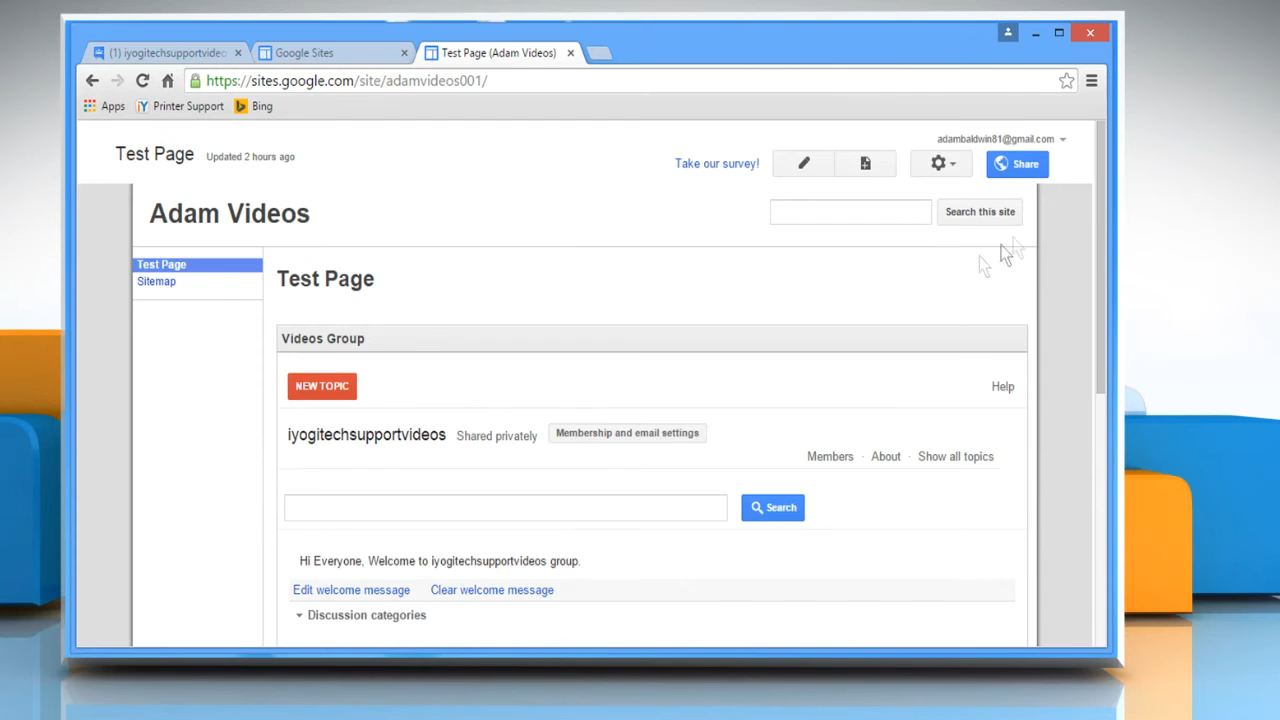 (1) iyogitechsupportvideo
Google Sites
Test Page (Adam Videos)
https://sites.google.com/site/adamvideos001/
Apps
Printer Support
Bing
adambaldwin81@gmail.com
Test Page Updated 2 hours ago
Take our survey!
Share
Adam Videos
Search this site
Test Page
Sitemap
Test Page
Videos Group
NEW TOPIC
Help
iyogitechsupportvideos Shared privately Membership and email settings
Members · About · Show all topics
Search
Hi Everyone, Welcome to iyogitechsupportvideos group.
Edit welcome message Clear welcome message
Discussion categories